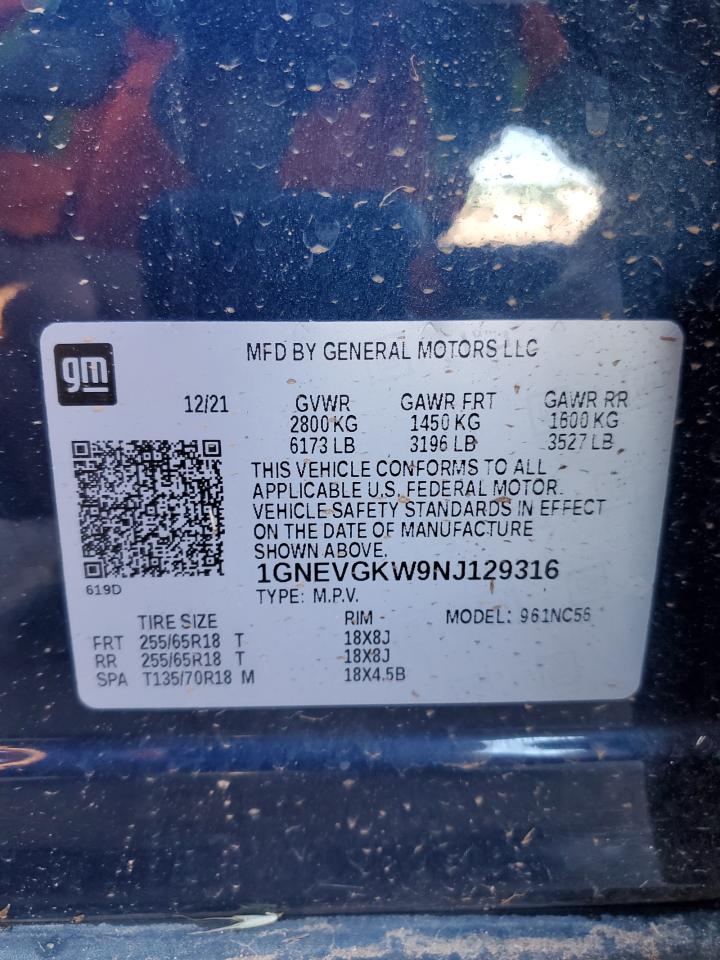 gm
MFD BY GENERAL MOTORS LLC
12/21 GVWR GAWR FRT GAWR RR
2800 KG 1450 KG 1600 KG
6173 LB 3196 LB 3527 LB
THIS VEHICLE CONFORMS TO ALL
APPLICABLE U.S. FEDERAL MOTOR
VEHICLE SAFETY STANDARDS IN EFFECT
ON THE DATE OF MANUFACTURE
SHOWN ABOVE.
1GNEVGKW9NJ129316
619D
TYPE: M.P.V.
TIRE SIZE RIM MODEL: 961NC56
FRT 255/65R18 T 18X8J
RR 255/65R18 T 18X8J
SPA T135/70R18 M 18X4.5B